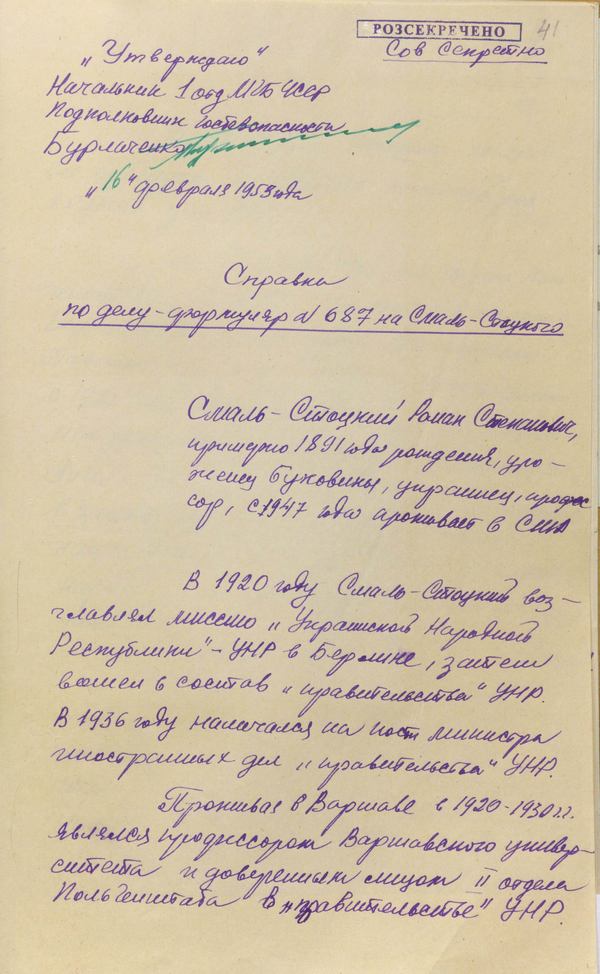 РОЗСЕКРЕЧЕНО
41
Сов Секретно
„Утверждаю"
Начальник 1 отд МГБ УССР
Подполковник госбезопасности
Бурлаченко
„16" февраля 1953 года
Справка
по делу-формуляр № 687 на Смаль-Стоцкого
Смаль-Стоцкий Роман Степанович,
примерно 1891 года рождения, уро-
женец Буковины, украинец, профес
сор, с 1947 года проживает в США
В 1920 году Смаль-Стоцкий воз-
главлял миссию „Украинской Народной
Республики"-УНР в Берлине, затем
вошел в состав „правительства" УНР.
В 1936 году назначался на пост министра
иностранных дел „правительства" УНР.
Проживая в Варшаве в 1920-1930 г.г.
являлся профессором Варшавского универ-
ситета и доверенным лицом II отдела
Польгенштаба в „правительстве" УНР.